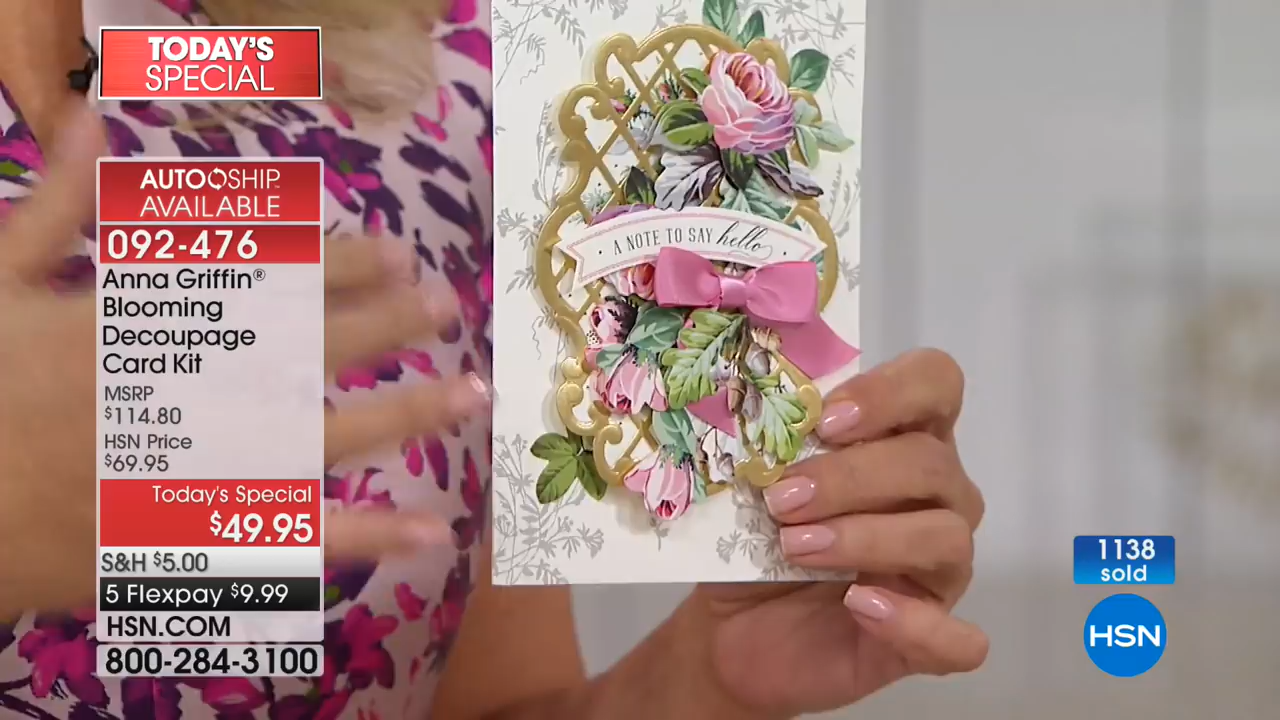 TODAY'S
SPECIAL
AUTOSHIP™
AVAILABLE
092-476
Anna Griffin®
Blooming
Decoupage
Card Kit
MSRP
$114.80
HSN Price
$69.95
Today's Special
$49.95
S&H $5.00
5 Flexpay $9.99
HSN.COM
800-284-3100
· A NOTE TO SAY hello ·
1138
sold
HSN